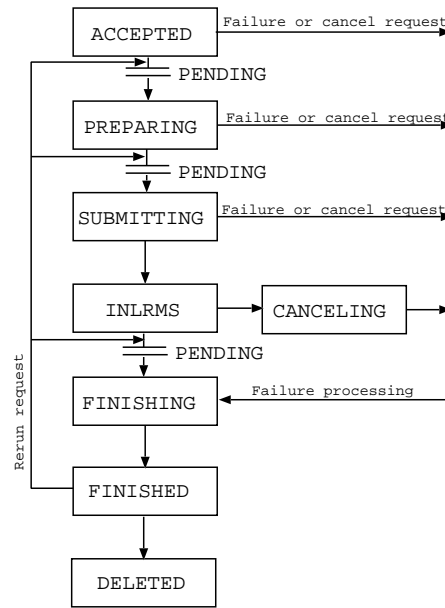 ACCEPTED
Failure or cancel request
PENDING
PREPARING
Failure or cancel request
PENDING
SUBMITTING
Failure or cancel request
INLRMS
CANCELING
PENDING
Rerun request
FINISHING
Failure processing
FINISHED
DELETED